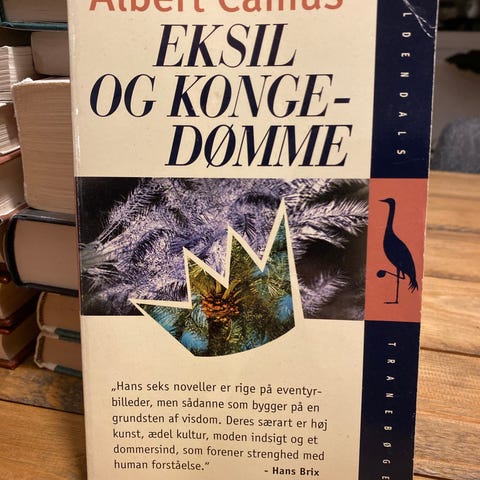 Albert Camus
EKSIL
OG KONGE-
DØMME
LDENDALS
TRANEBØGE
„Hans seks noveller er rige på eventyr-
billeder, men sådanne som bygger på en
grundsten af visdom. Deres særart er høj
kunst, ædel kultur, moden indsigt og et
dommersind, som forener strenghed med
human forståelse.”
- Hans Brix